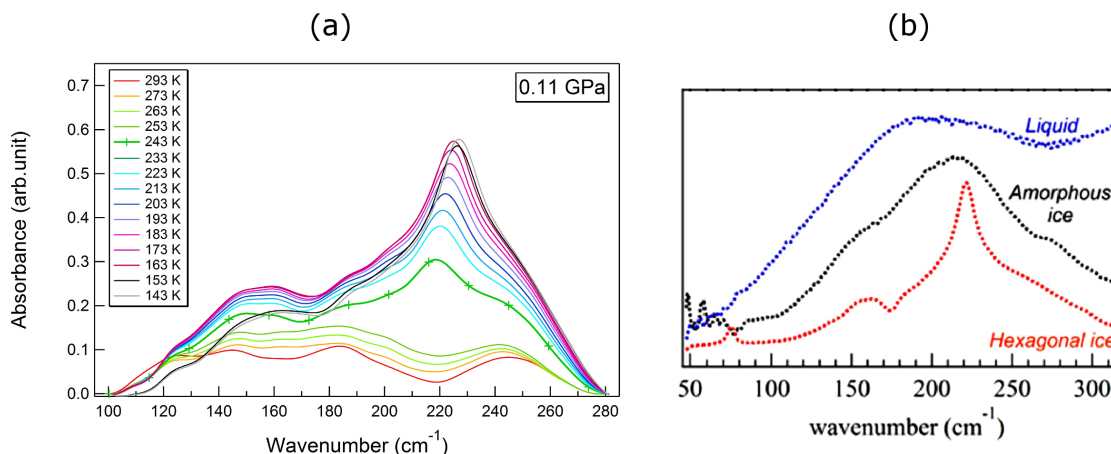 (a)
(b)
0.11 GPa
293 K
273 K
263 K
253 K
243 K
233 K
223 K
213 K
203 K
193 K
183 K
173 K
163 K
153 K
143 K
0.7
0.6
0.5
0.4
0.3
0.2
0.1
0.0
Absorbance (arb.unit)
100 120 140 160 180 200 220 240 260 280
Wavenumber (cm-1)
Liquid
Amorphous
ice
Hexagonal ice
50 100 150 200 250 300
wavenumber (cm-1)